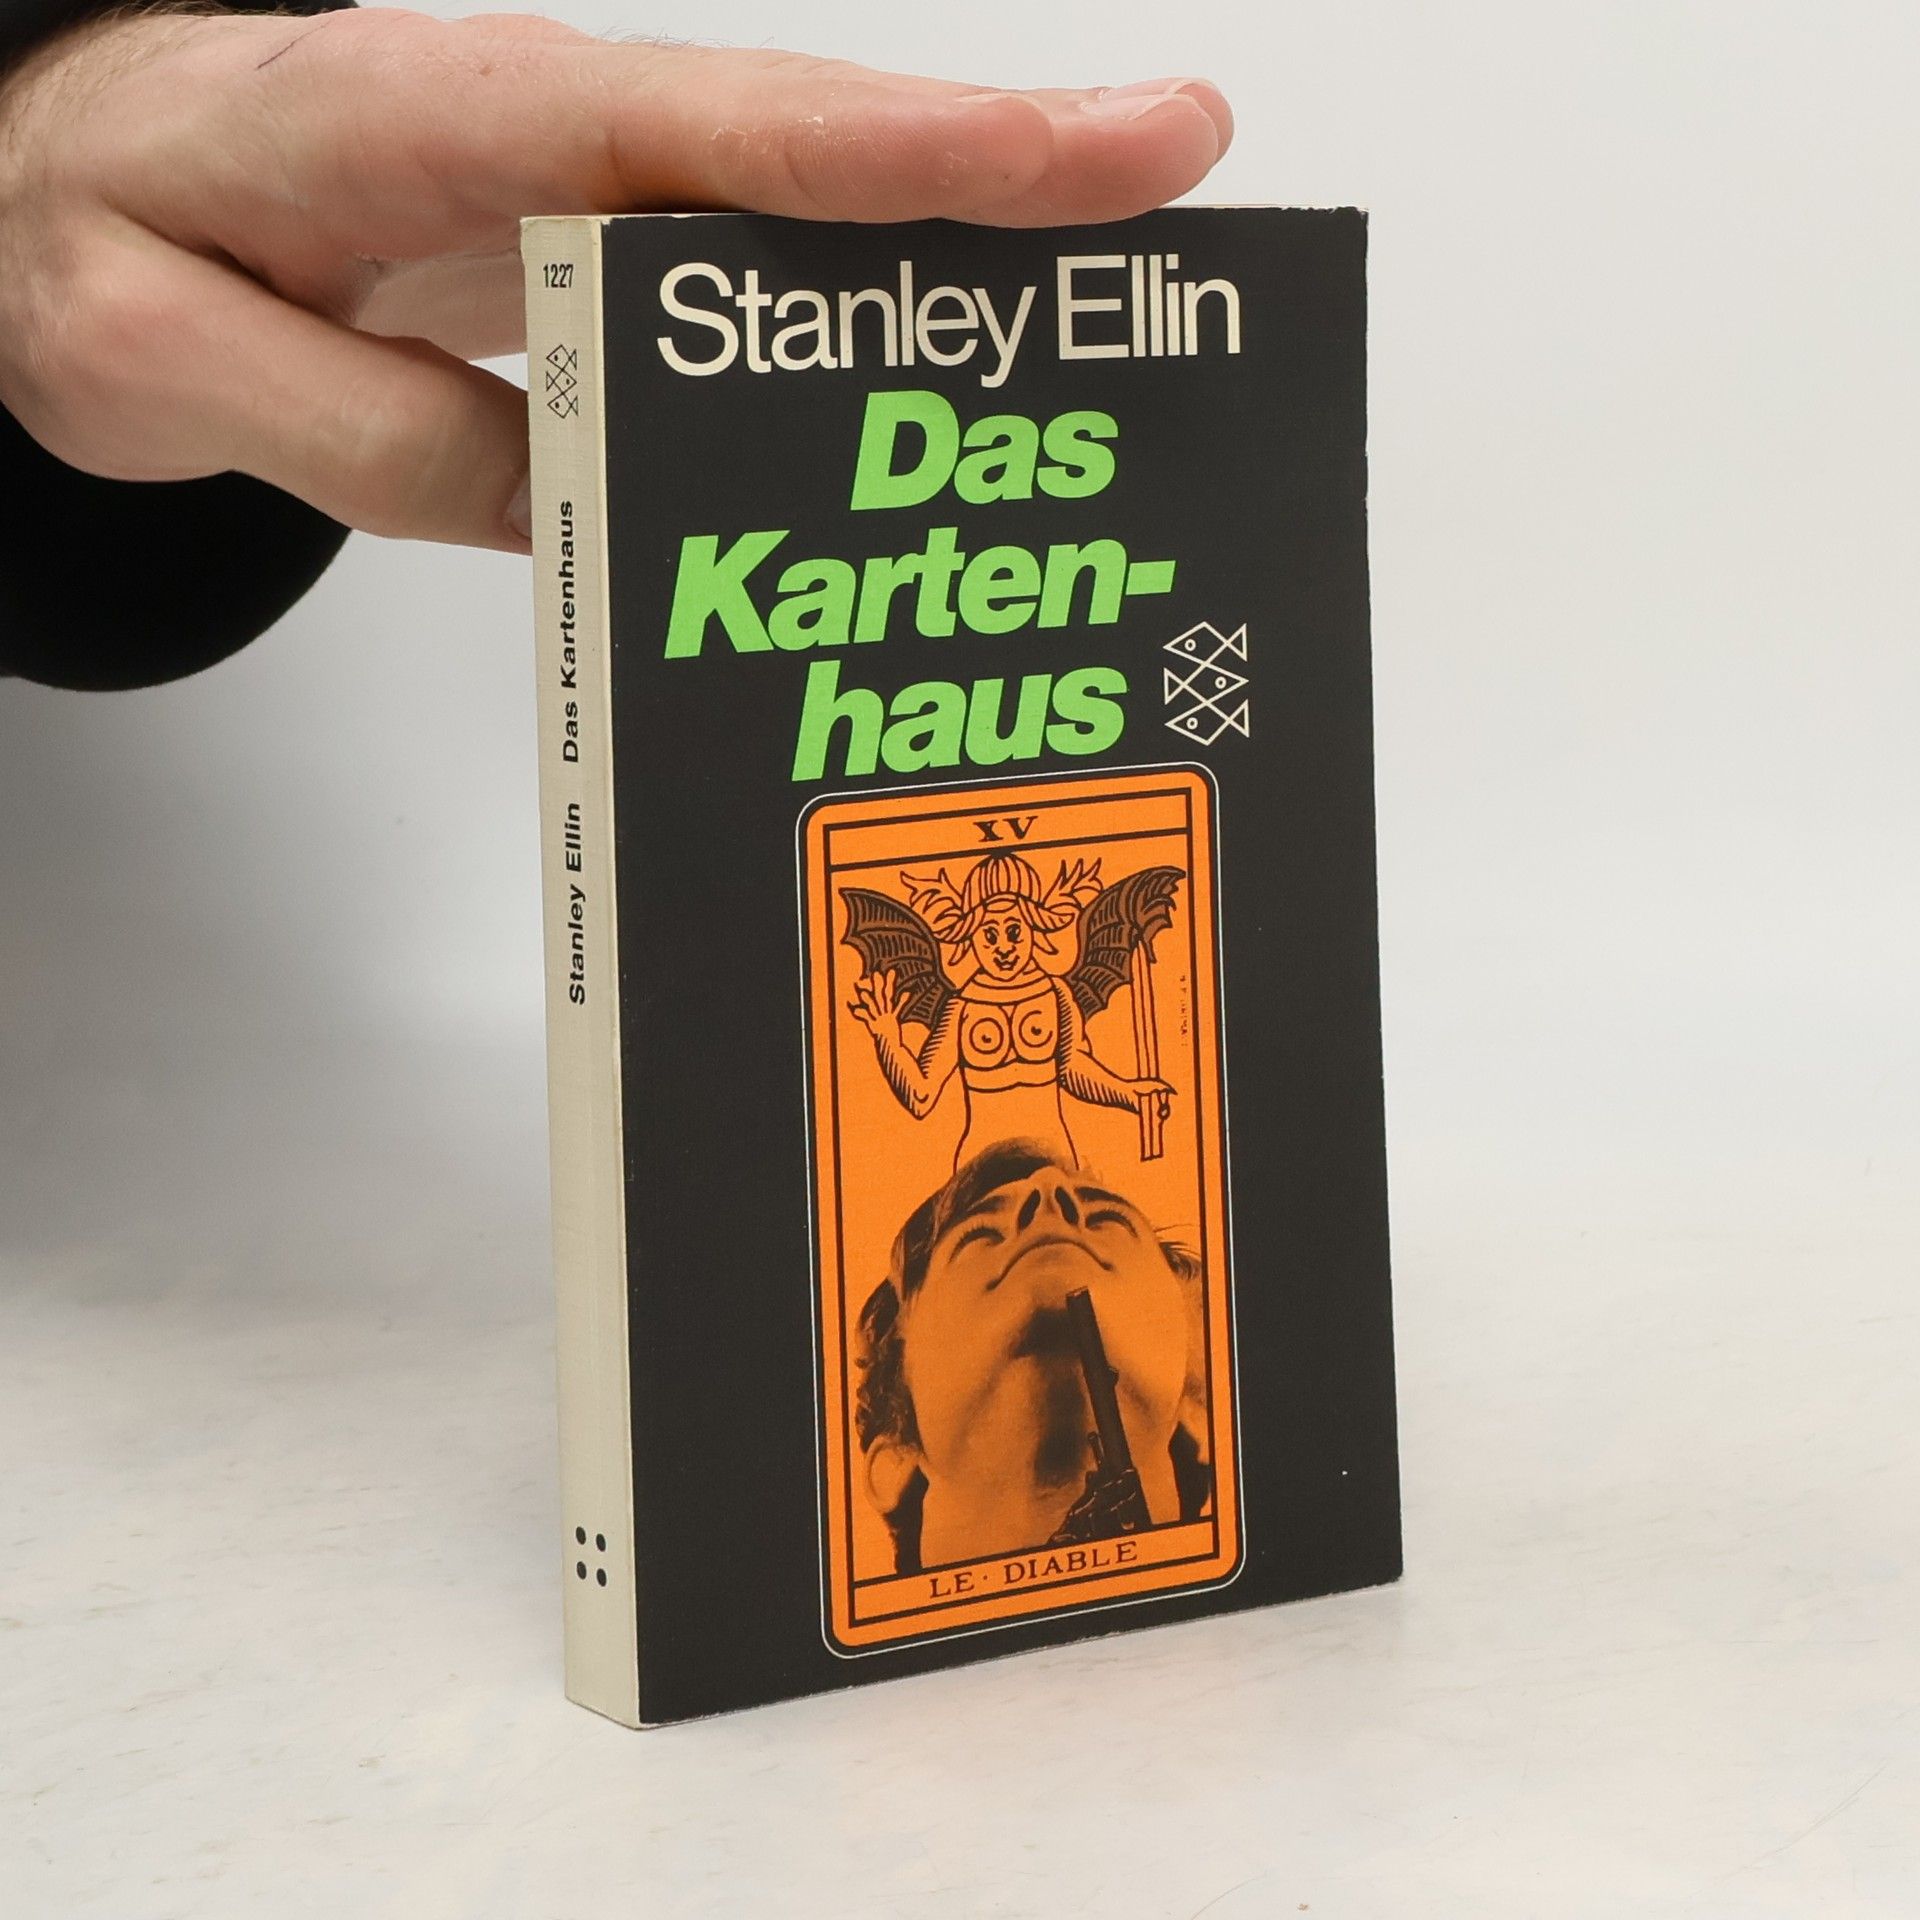 1227
Stanley Ellin Das Kartenhaus
Stanley Ellin
Das
Karten-
haus
XV
LE · DIABLE